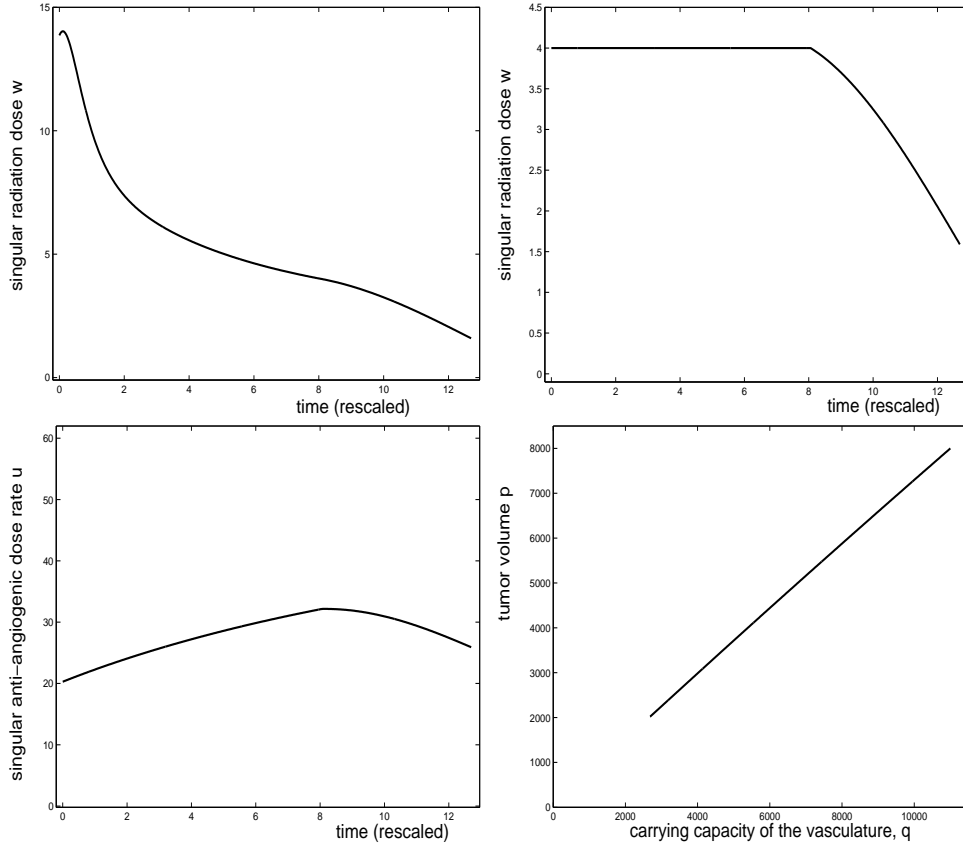 15
10
5
0
0 2 4 6 8 10 12
singular radiation dose w
time (rescaled)
4.5
4
3.5
3
2.5
2
1.5
1
0.5
0
0 2 4 6 8 10 12
singular radiation dose w
time (rescaled)
60
50
40
30
20
10
0
0 2 4 6 8 10 12
singular anti−angiogenic dose rate u
time (rescaled)
8000
7000
6000
5000
4000
3000
2000
1000
0
0 2000 4000 6000 8000 10000
tumor volume p
carrying capacity of the vasculature, q